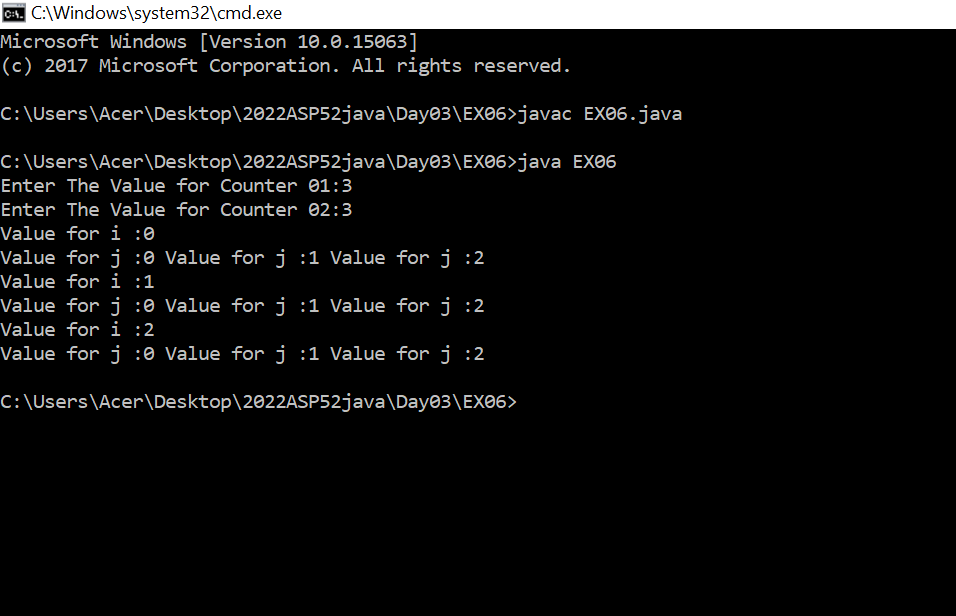 C:\Windows\system32\cmd.exe
Microsoft Windows [Version 10.0.15063]
(c) 2017 Microsoft Corporation. All rights reserved.
C:\Users\Acer\Desktop\2022ASP52java\Day03\EX06>javac EX06.java
C:\Users\Acer\Desktop\2022ASP52java\Day03\EX06>java EX06
Enter The Value for Counter 01:3
Enter The Value for Counter 02:3
Value for i :0
Value for j :0 Value for j :1 Value for j :2
Value for i :1
Value for j :0 Value for j :1 Value for j :2
Value for i :2
Value for j :0 Value for j :1 Value for j :2
C:\Users\Acer\Desktop\2022ASP52java\Day03\EX06>